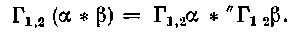 Γ₁,₂ (α * β) = Γ₁,₂α * ″Γ₁ ₂β.